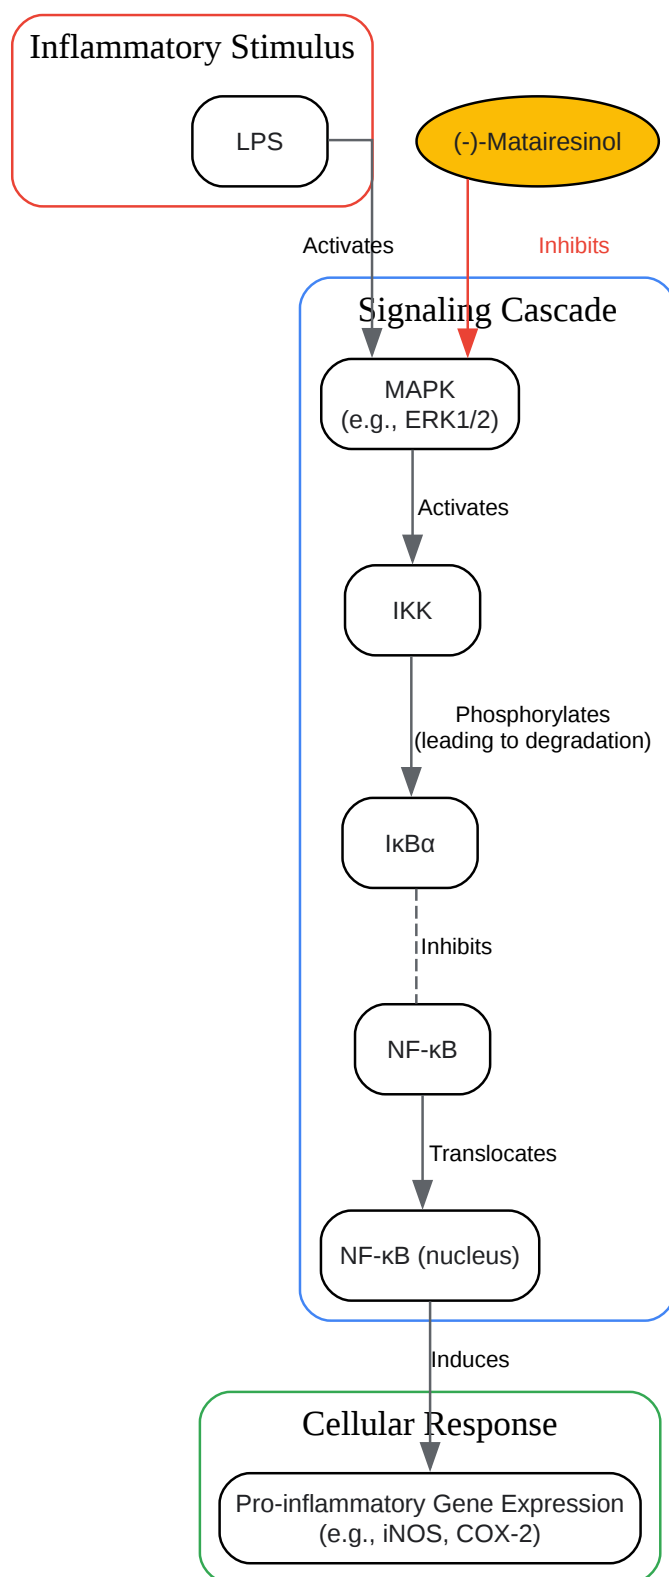 Inflammatory Stimulus
LPS
(-)-Matairesinol
Activates
Inhibits
Signaling Cascade
MAPK
(e.g., ERK1/2)
Activates
IKK
Phosphorylates
(leading to degradation)
IκBα
Inhibits
NF-κB
Translocates
NF-κB (nucleus)
Induces
Cellular Response
Pro-inflammatory Gene Expression
(e.g., iNOS, COX-2)